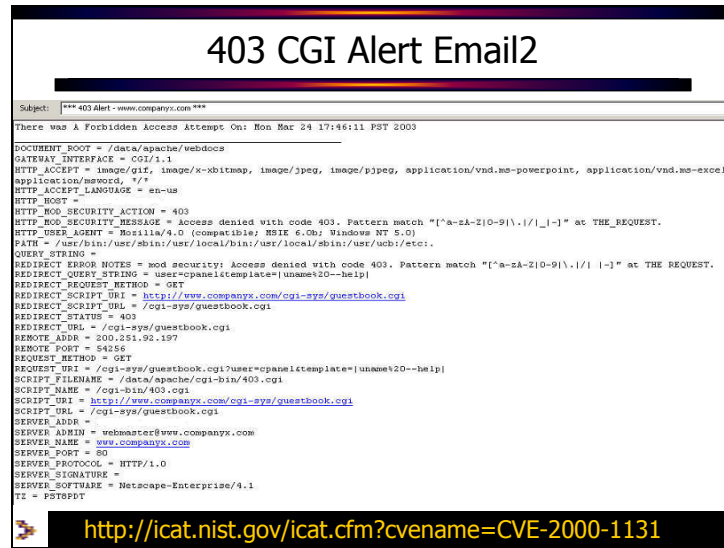 403 CGI Alert Email2
Subject: *** 403 Alert - www.companyx.com ***
There was A Forbidden Access Attempt On: Mon Mar 24 17:46:11 PST 2003
DOCUMENT_ROOT = /data/apache/webdocs
GATEWAY_INTERFACE = CGI/1.1
HTTP_ACCEPT = image/gif, image/x-xbitmap, image/jpeg, image/pjpeg, application/vnd.ms-powerpoint, application/vnd.ms-excel
application/msword, */*
HTTP_ACCEPT_LANGUAGE = en-us
HTTP_HOST =
HTTP_MOD_SECURITY_ACTION = 403
HTTP_MOD_SECURITY_MESSAGE = Access denied with code 403. Pattern match "[^a-zA-Z|0-9|\.|/|_|-]" at THE_REQUEST.
HTTP_USER_AGENT = Mozilla/4.0 (compatible; MSIE 6.0b; Windows NT 5.0)
PATH = /usr/bin:/usr/sbin:/usr/local/bin:/usr/local/sbin:/usr/ucb:/etc:.
QUERY_STRING =
REDIRECT_ERROR_NOTES = mod_security: Access denied with code 403. Pattern match "[^a-zA-Z|0-9|\.|/|_|-]" at THE_REQUEST.
REDIRECT_QUERY_STRING = user=cpanel&template=|uname%20--help|
REDIRECT_REQUEST_METHOD = GET
REDIRECT_SCRIPT_URI = http://www.companyx.com/cgi-sys/guestbook.cgi
REDIRECT_SCRIPT_URL = /cgi-sys/guestbook.cgi
REDIRECT_STATUS = 403
REDIRECT_URL = /cgi-sys/guestbook.cgi
REMOTE_ADDR = 200.251.92.197
REMOTE_PORT = 54256
REQUEST_METHOD = GET
REQUEST_URI = /cgi-sys/guestbook.cgi?user=cpanel&template=|uname%20--help|
SCRIPT_FILENAME = /data/apache/cgi-bin/403.cgi
SCRIPT_NAME = /cgi-bin/403.cgi
SCRIPT_URI = http://www.companyx.com/cgi-sys/guestbook.cgi
SCRIPT_URL = /cgi-sys/guestbook.cgi
SERVER_ADDR =
SERVER_ADMIN = webmaster@www.companyx.com
SERVER_NAME = www.companyx.com
SERVER_PORT = 80
SERVER_PROTOCOL = HTTP/1.0
SERVER_SIGNATURE =
SERVER_SOFTWARE = Netscape-Enterprise/4.1
TZ = PST8PDT
http://icat.nist.gov/icat.cfm?cvename=CVE-2000-1131